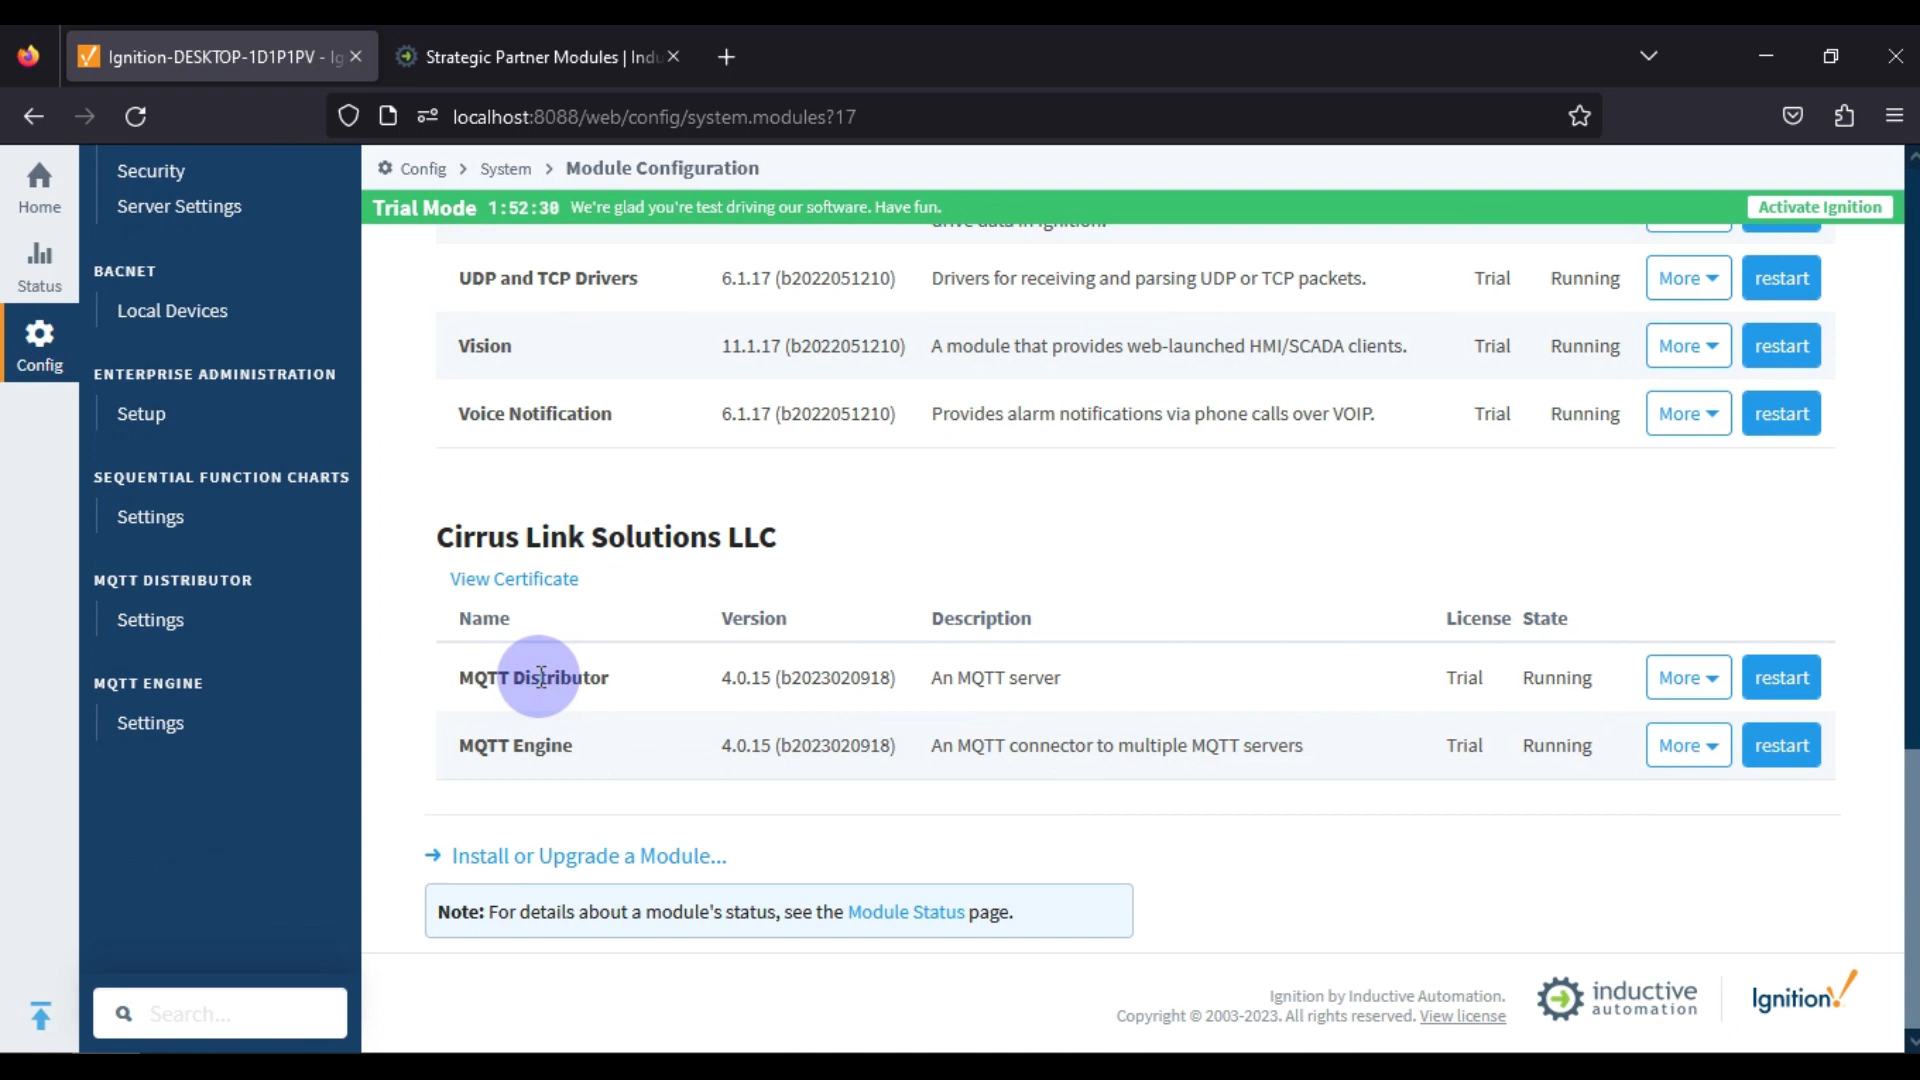 Ignition-DESKTOP-1D1P1PV - Ig
Strategic Partner Modules | Indu
localhost:8088/web/config/system.modules?17
Home
Status
Config
Security
Server Settings
BACNET
Local Devices
ENTERPRISE ADMINISTRATION
Setup
SEQUENTIAL FUNCTION CHARTS
Settings
MQTT DISTRIBUTOR
Settings
MQTT ENGINE
Settings
Search...
Config > System > Module Configuration
Trial Mode 1:52:30 We're glad you're test driving our software. Have fun. Activate Ignition
drive data in Ignition.
UDP and TCP Drivers 6.1.17 (b2022051210) Drivers for receiving and parsing UDP or TCP packets. Trial Running More restart
Vision 11.1.17 (b2022051210) A module that provides web-launched HMI/SCADA clients. Trial Running More restart
Voice Notification 6.1.17 (b2022051210) Provides alarm notifications via phone calls over VOIP. Trial Running More restart
Cirrus Link Solutions LLC
View Certificate
Name Version Description License State
MQTT Distributor 4.0.15 (b2023020918) An MQTT server Trial Running More restart
MQTT Engine 4.0.15 (b2023020918) An MQTT connector to multiple MQTT servers Trial Running More restart
→ Install or Upgrade a Module...
Note: For details about a module's status, see the Module Status page.
Ignition by Inductive Automation.
Copyright © 2003-2023. All rights reserved. View license
inductive
automation
Ignition!